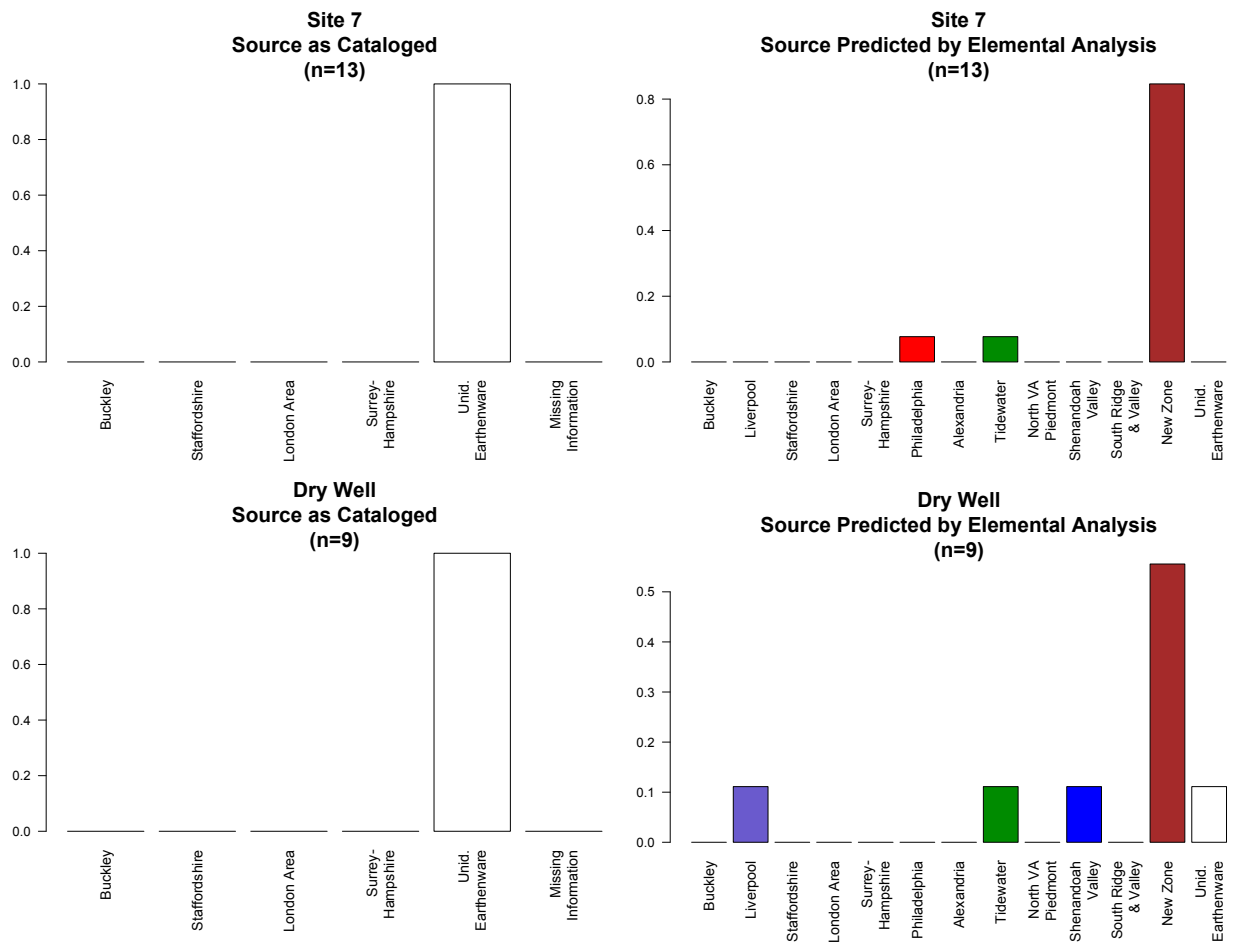 Site 7
Source as Cataloged
(n=13)
1.0
0.8
0.6
0.4
0.2
0.0
Buckley
Staffordshire
London Area
Surrey-
Hampshire
Unid.
Earthenware
Missing
Information
Site 7
Source Predicted by Elemental Analysis
(n=13)
0.8
0.6
0.4
0.2
0.0
Buckley
Liverpool
Staffordshire
London Area
Surrey-
Hampshire
Philadelphia
Alexandria
Tidewater
North VA
Piedmont
Shenandoah
Valley
South Ridge
& Valley
New Zone
Unid.
Earthenware
Dry Well
Source as Cataloged
(n=9)
1.0
0.8
0.6
0.4
0.2
0.0
Buckley
Staffordshire
London Area
Surrey-
Hampshire
Unid.
Earthenware
Missing
Information
Dry Well
Source Predicted by Elemental Analysis
(n=9)
0.5
0.4
0.3
0.2
0.1
0.0
Buckley
Liverpool
Staffordshire
London Area
Surrey-
Hampshire
Philadelphia
Alexandria
Tidewater
North VA
Piedmont
Shenandoah
Valley
South Ridge
& Valley
New Zone
Unid.
Earthenware